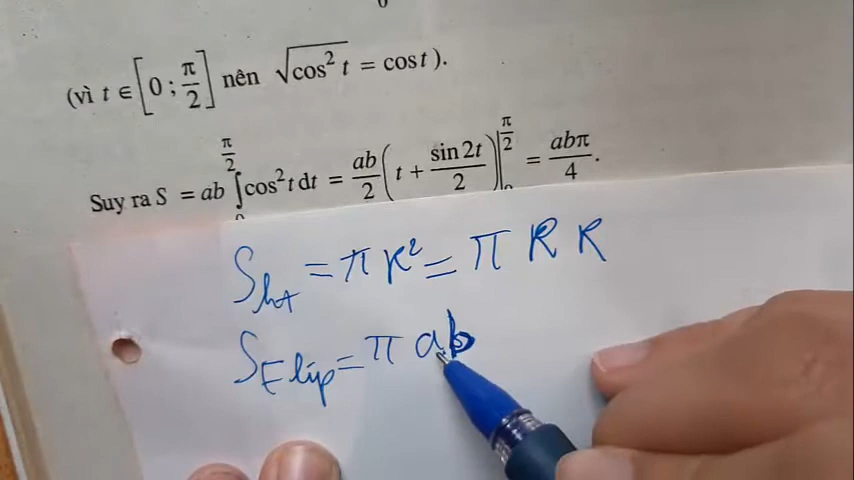 (vì t ∈ [0 ; π/2] nên √cos² t = cos t ).
Suy ra S = ab ∫₀^{π/2} cos² t dt = ab/2 (t + sin 2t/2)|₀^{π/2} = abπ/4.
S_ht = π R² = π R R
S_Elip = π ab